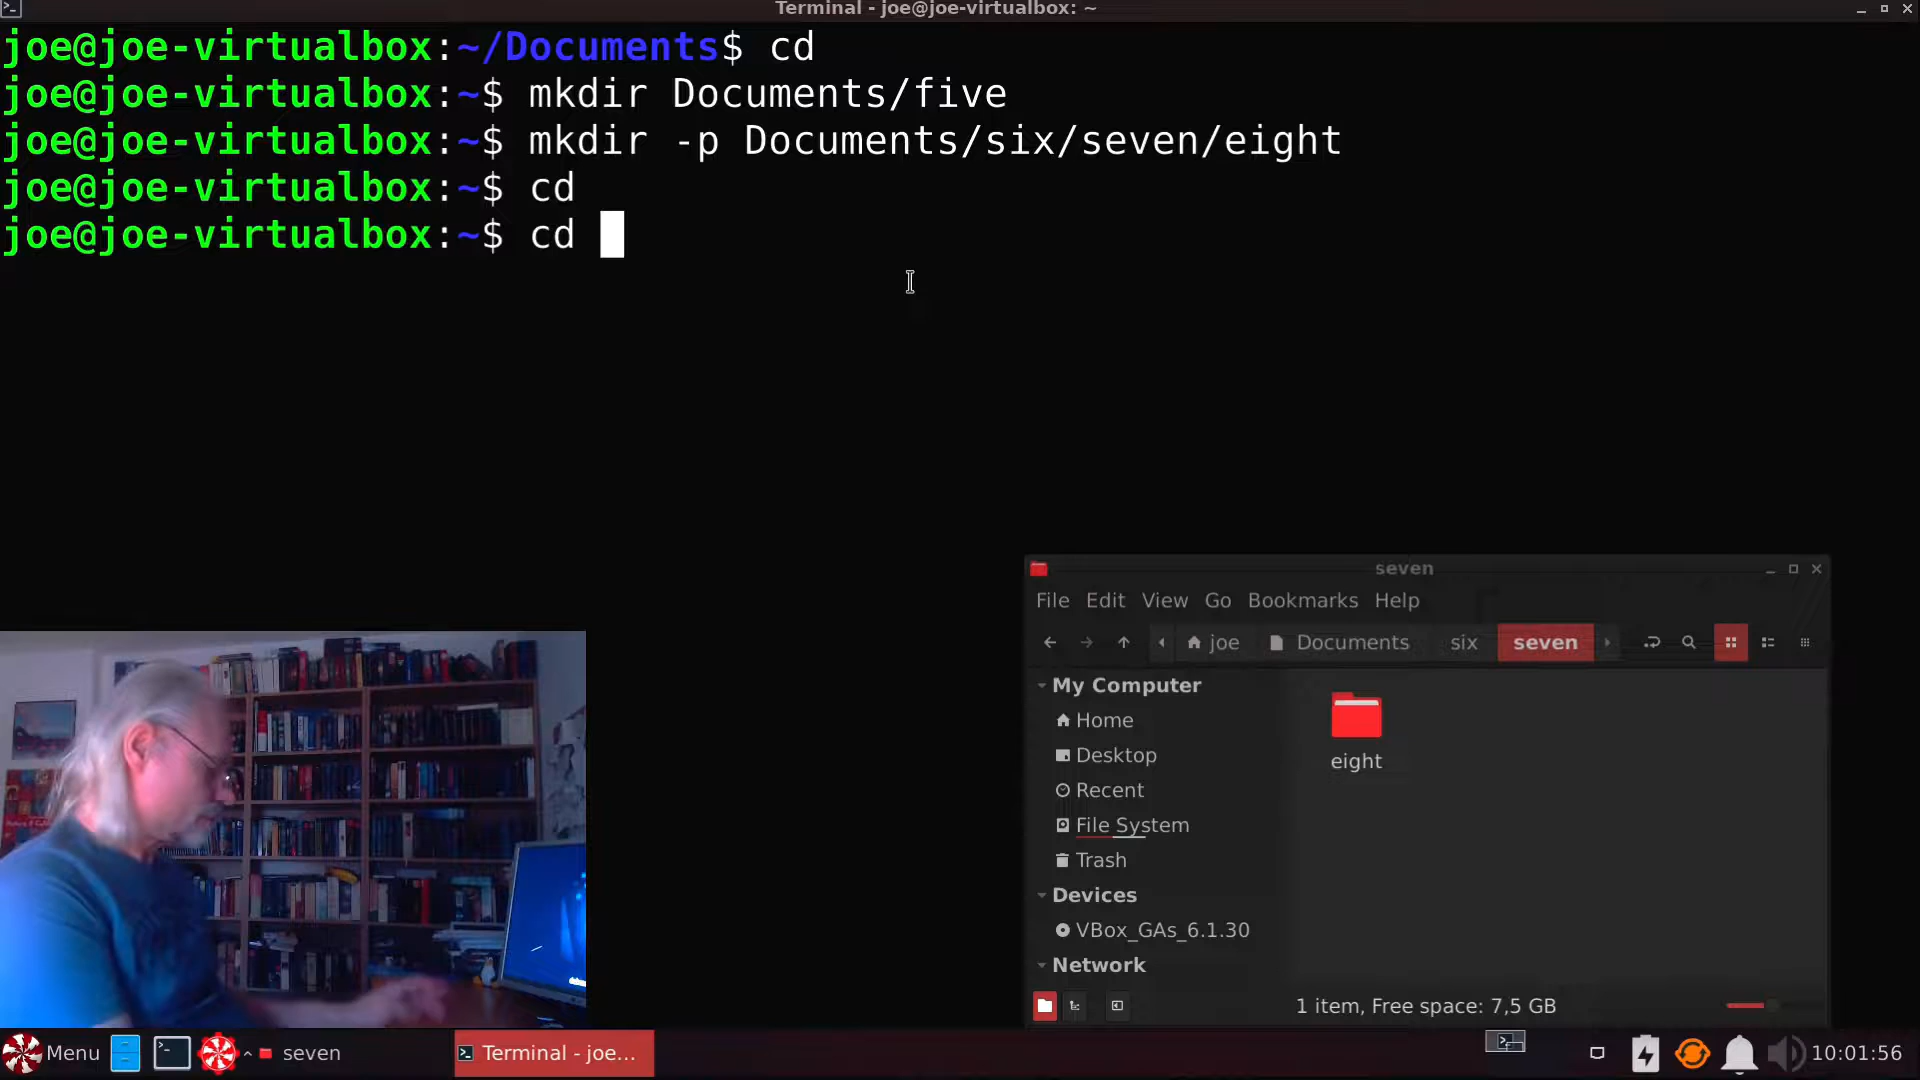 Terminal - joe@joe-virtualbox: ~
joe@joe-virtualbox:~/Documents$ cd
joe@joe-virtualbox:~$ mkdir Documents/five
joe@joe-virtualbox:~$ mkdir -p Documents/six/seven/eight
joe@joe-virtualbox:~$ cd
joe@joe-virtualbox:~$ cd
seven
File Edit View Go Bookmarks Help
joe Documents six seven
My Computer
Home
Desktop
Recent
File System
Trash
Devices
VBox_GAs_6.1.30
Network
eight
1 item, Free space: 7,5 GB
Menu
seven
Terminal - joe...
10:01:56